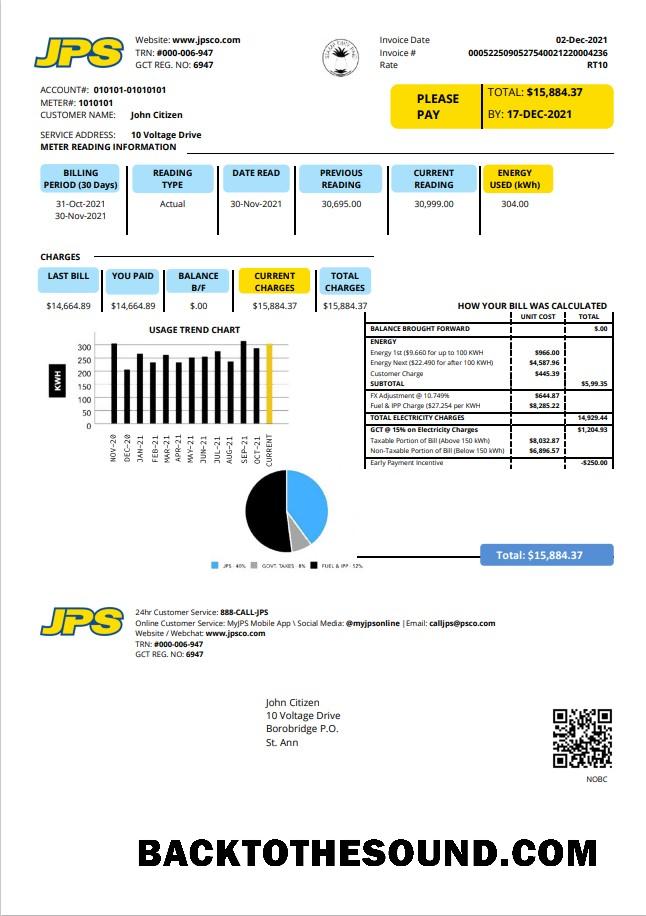 JPS
Website: www.jpsco.com
TRN: #000-006-947
GCT REG. NO: 6947
Invoice Date 02-Dec-2021
Invoice # 00052250905275400212200​04236
Rate RT10
ACCOUNT#: 010101-01010101
METER#: 1010101
CUSTOMER NAME: John Citizen
SERVICE ADDRESS: 10 Voltage Drive
PLEASE PAY
TOTAL: $15,884.37
BY: 17-DEC-2021
METER READING INFORMATION
BILLING PERIOD (30 Days) READING TYPE DATE READ PREVIOUS READING CURRENT READING ENERGY USED (kWh)
31-Oct-2021 Actual 30-Nov-2021 30,695.00 30,999.00 304.00
30-Nov-2021
CHARGES
LAST BILL YOU PAID BALANCE B/F CURRENT CHARGES TOTAL CHARGES
$14,664.89 $14,664.89 $.00 $15,884.37 $15,884.37
USAGE TREND CHART
KWH
300
250
200
150
100
50
0
NOV-20 DEC-20 JAN-21 FEB-21 MAR-21 APR-21 MAY-21 JUN-21 JUL-21 AUG-21 SEP-21 OCT-21 CURRENT
JPS - 40% GOVT. TAXES - 8% FUEL & IPP - 52%
HOW YOUR BILL WAS CALCULATED
UNIT COST TOTAL
BALANCE BROUGHT FORWARD $.00
ENERGY
Energy 1st ($9.660 for up to 100 KWH $966.00
Energy Next ($22.490 for after 100 KWH) $4,587.96
Customer Charge $445.39
SUBTOTAL $5,99.35
FX Adjustment @ 10.749% $644.87
Fuel & IPP Charge ($27.254 per KWH $8,285.22
TOTAL ELECTRICITY CHARGES 14,929.44
GCT @ 15% on Electricity Charges $1,204.93
Taxable Portion of Bill (Above 150 kWh) $8,032.87
Non-Taxable Portion of Bill (Below 150 kWh) $6,896.57
Early Payment Incentive -$250.00
Total: $15,884.37
JPS
24hr Customer Service: 888-CALL-JPS
Online Customer Service: MyJPS Mobile App \ Social Media: @myjpsonline |Email: calljps@psco.com
Website / Webchat: www.jpsco.com
TRN: #000-006-947
GCT REG. NO: 6947
John Citizen
10 Voltage Drive
Borobridge P.O.
St. Ann
NOBC
BACKTOTHESOUND.COM